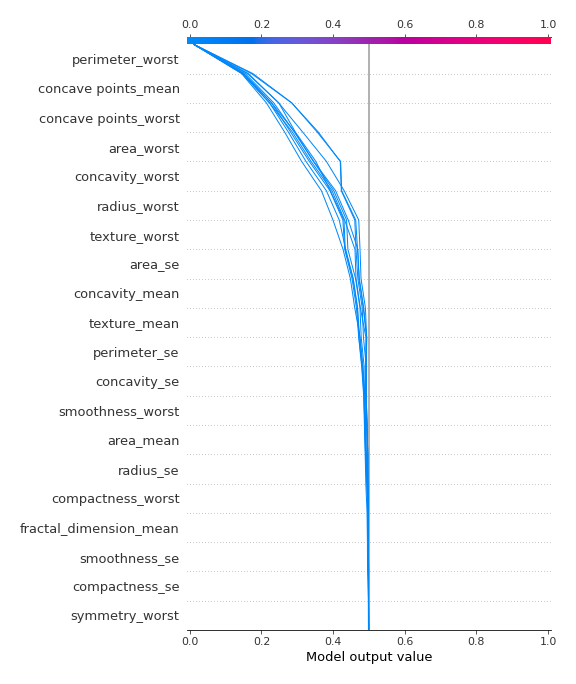 0.0 0.2 0.4 0.6 0.8 1.0
perimeter_worst
concave points_mean
concave points_worst
area_worst
concavity_worst
radius_worst
texture_worst
area_se
concavity_mean
texture_mean
perimeter_se
concavity_se
smoothness_worst
area_mean
radius_se
compactness_worst
fractal_dimension_mean
smoothness_se
compactness_se
symmetry_worst
0.0 0.2 0.4 0.6 0.8 1.0
Model output value